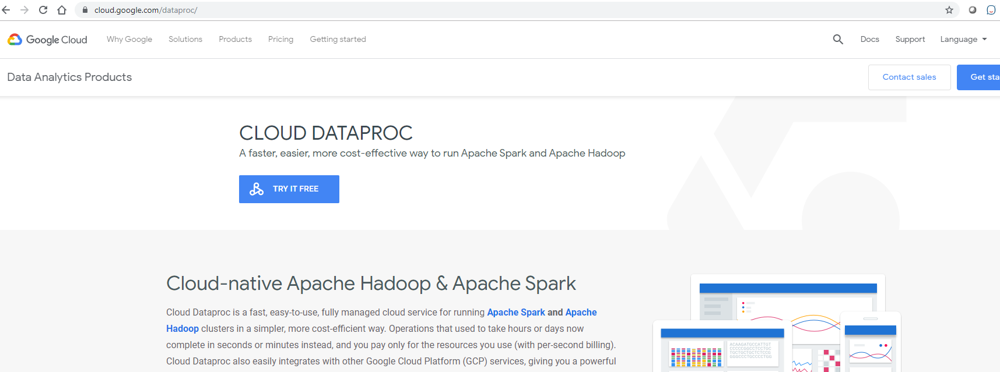 cloud.google.com/dataproc/
Google Cloud Why Google Solutions Products Pricing Getting started Docs Support Language
Data Analytics Products Contact sales Get sta
CLOUD DATAPROC
A faster, easier, more cost-effective way to run Apache Spark and Apache Hadoop
TRY IT FREE
Cloud-native Apache Hadoop & Apache Spark
Cloud Dataproc is a fast, easy-to-use, fully managed cloud service for running Apache Spark and Apache
Hadoop clusters in a simpler, more cost-efficient way. Operations that used to take hours or days now
complete in seconds or minutes instead, and you pay only for the resources you use (with per-second billing).
Cloud Dataproc also easily integrates with other Google Cloud Platform (GCP) services, giving you a powerful
ACAAGATGCCATTGT
CCCCCGGCCTCCTGC
TGCTGCTGCTCTCCG
GGGCCCTGCCCCTGG